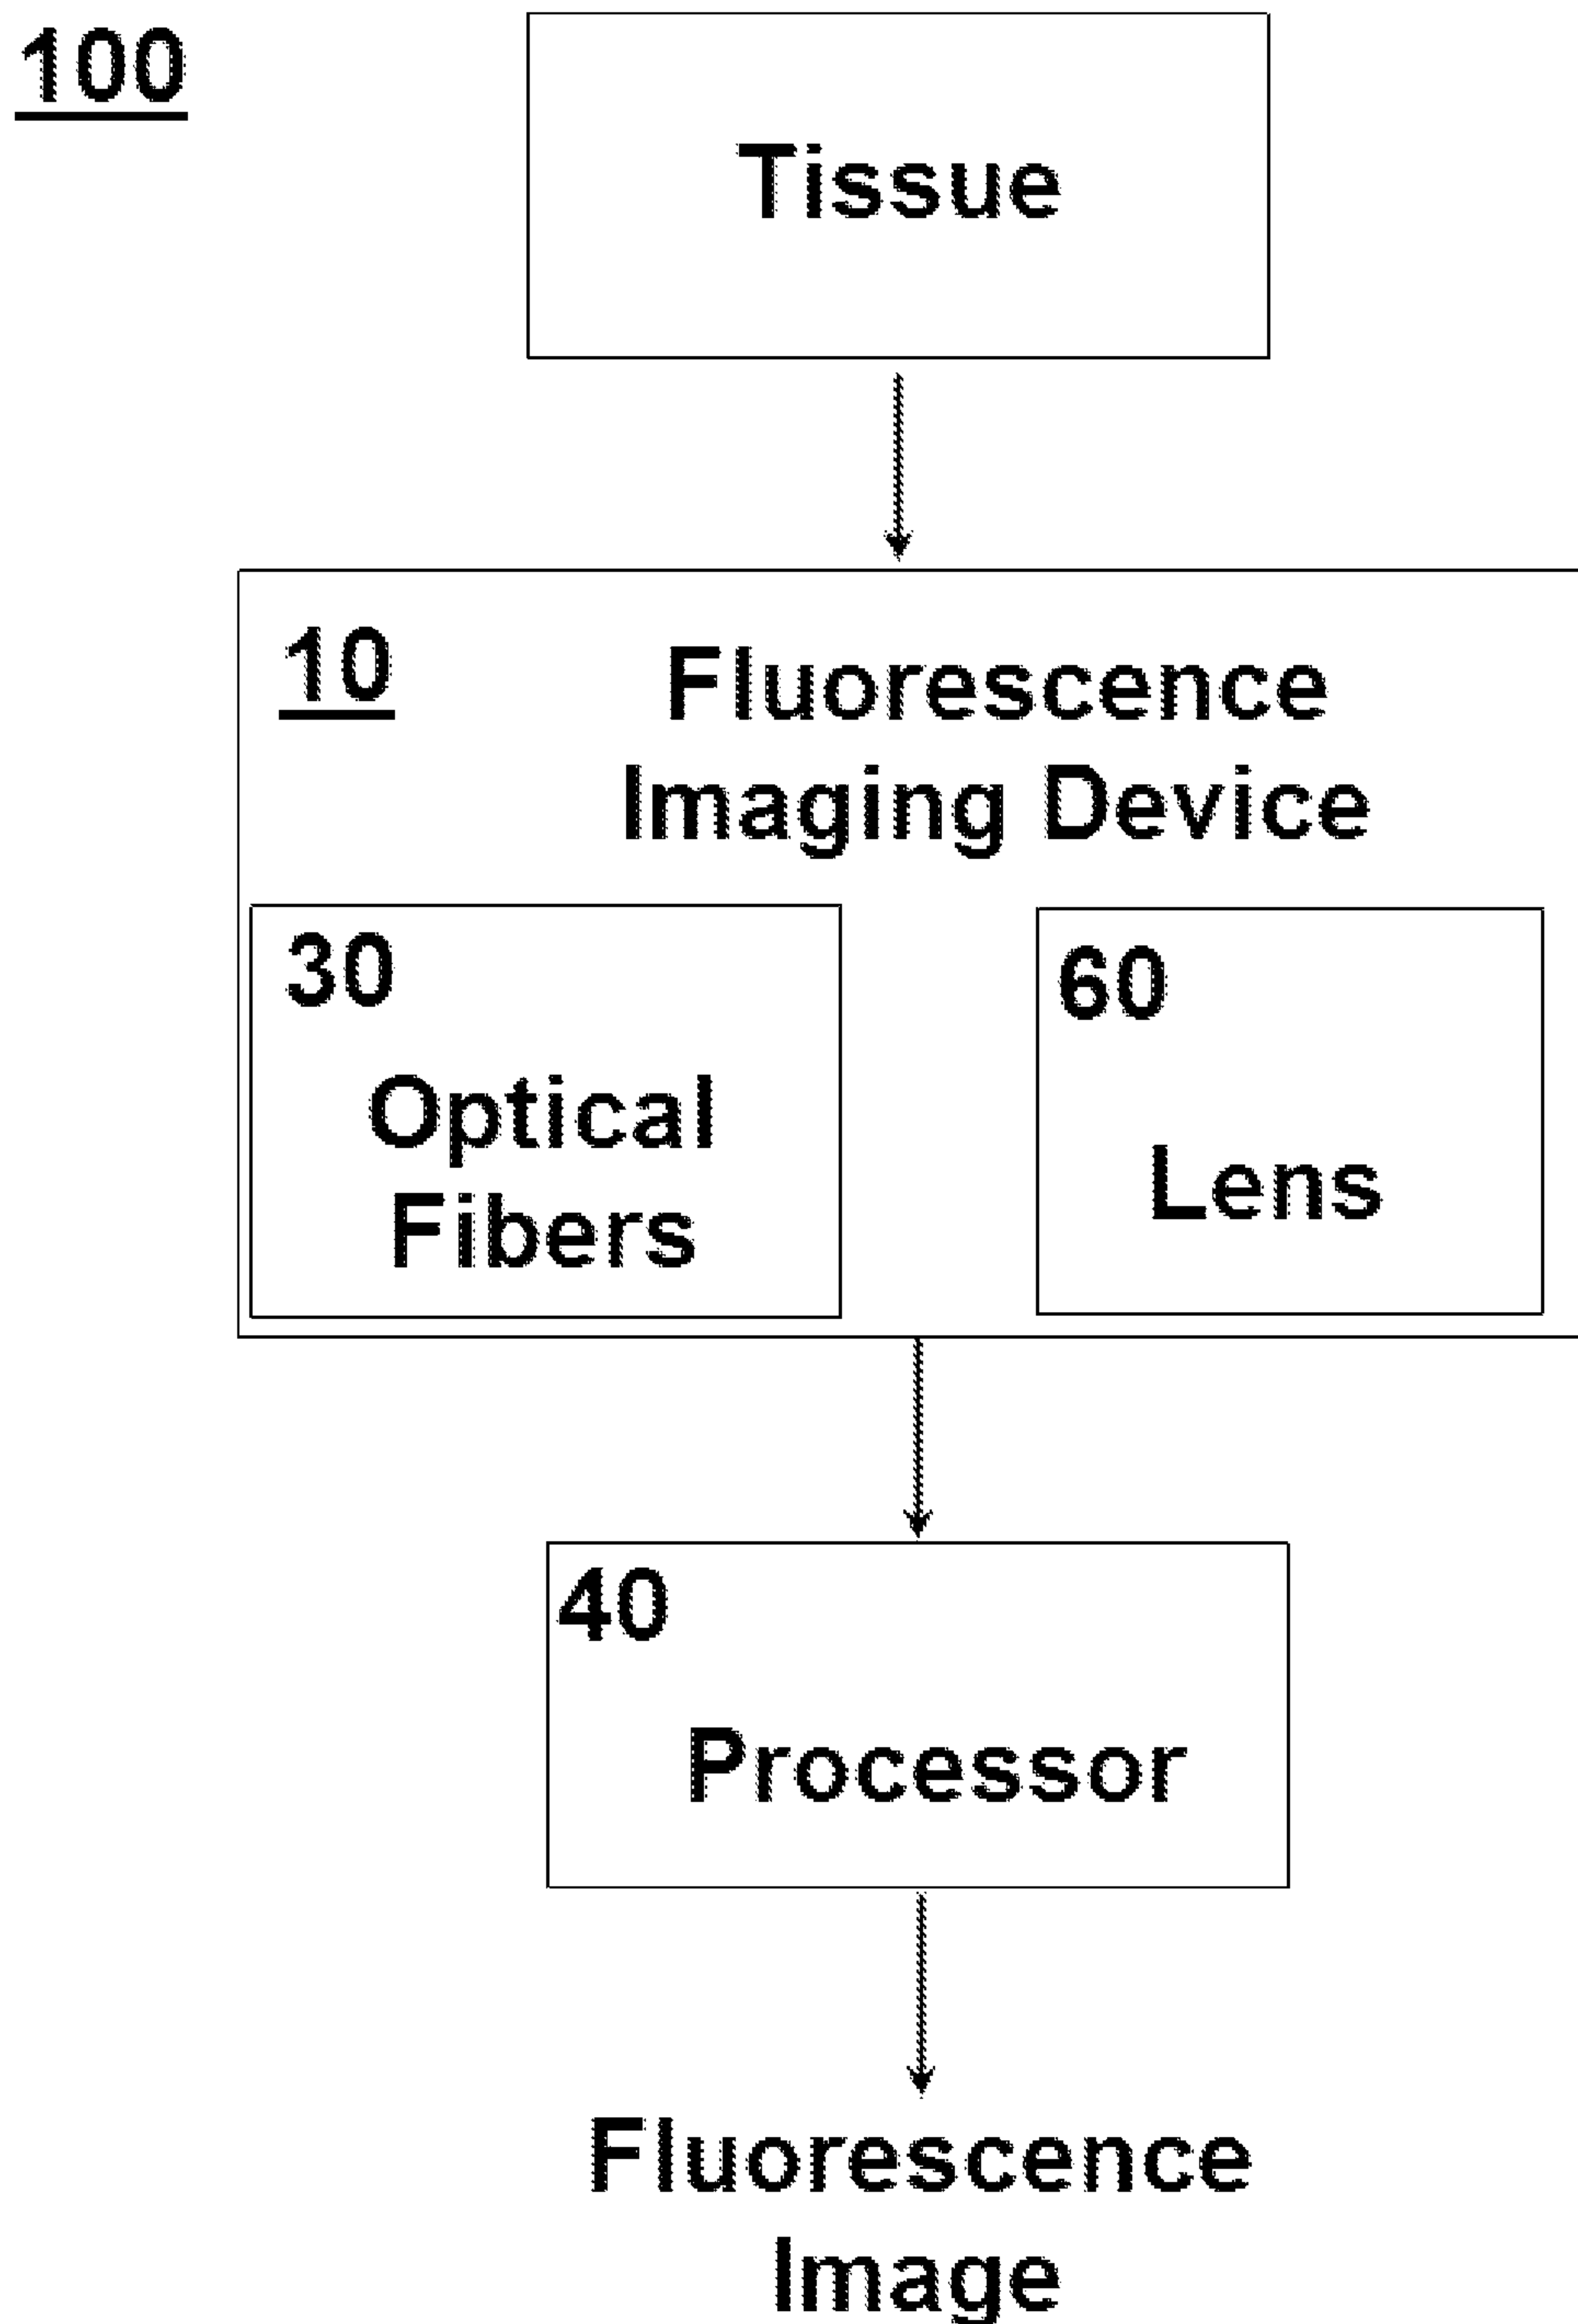 100
Tissue
10
Fluorescence
Imaging Device
30
60
Optical
Fibers
Lens
40
Processor
Fluorescence
Image